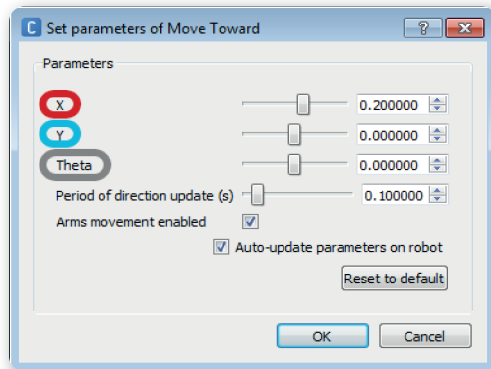 C Set parameters of Move Toward ?
Parameters
X 0.200000
Y 0.000000
Theta 0.000000
Period of direction update (s) 0.100000
Arms movement enabled
Auto-update parameters on robot
Reset to default
OK Cancel